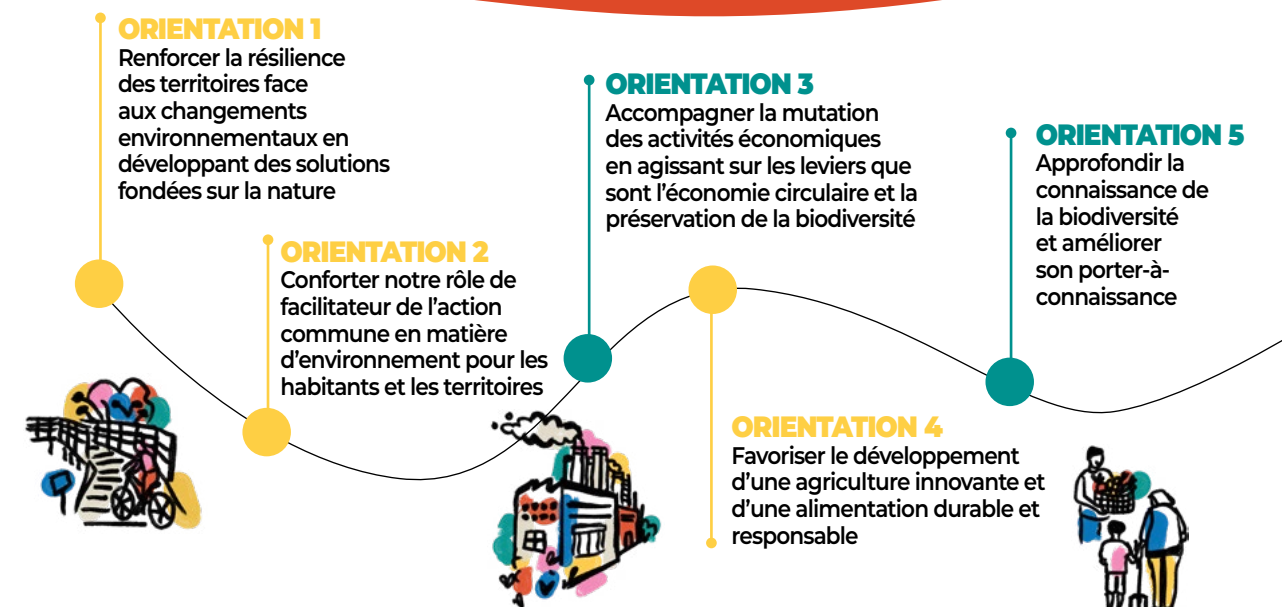 ORIENTATION 1
Renforcer la résilience
des territoires face
aux changements
environnementaux en
développant des solutions
fondées sur la nature
ORIENTATION 2
Conforter notre rôle de
facilitateur de l’action
commune en matière
d’environnement pour les
habitants et les territoires
ORIENTATION 3
Accompagner la mutation
des activités économiques
en agissant sur les leviers que
sont l’économie circulaire et la
préservation de la biodiversité
ORIENTATION 4
Favoriser le développement
d’une agriculture innovante et
d’une alimentation durable et
responsable
ORIENTATION 5
Approfondir la
connaissance de
la biodiversité
et améliorer
son porter-à-
connaissance